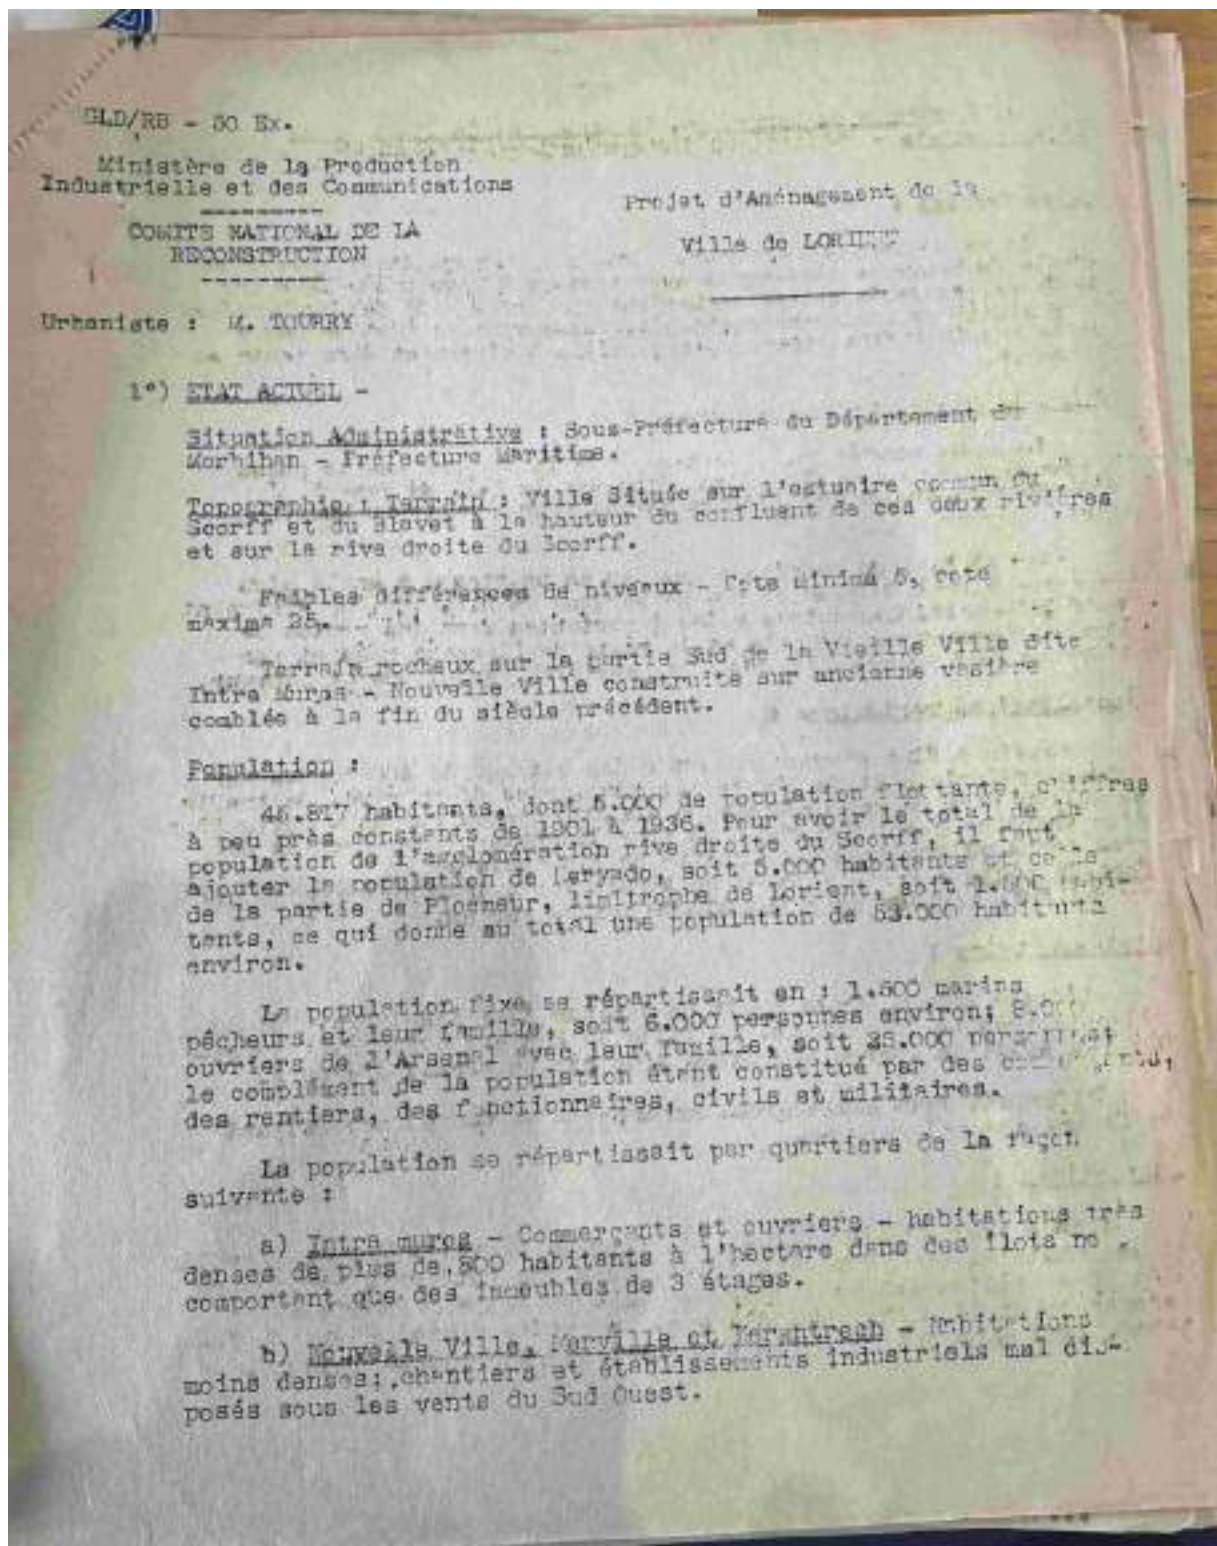 GLD/RB - 50 Ex.
Ministère de la Production
Industrielle et des Communications
COMITE NATIONAL DE LA
RECONSTRUCTION
Projet d'Aménagement de la
Ville de LORIENT
Urbaniste : M. TOURRY
1°) ETAT ACTUEL -
Situation Administrative : Sous-Préfecture du Département du
Morbihan - Préfecture Maritime.
Topographie : Terrain : Ville Située sur l'estuaire commun du
Scorff et du Blavet à la hauteur du confluent de ces deux rivières
et sur la rive droite du Scorff.
Faibles différences de niveaux - Cote minima 5, cote
maxima 25.
Terrain rocheux sur la partie Sud de la Vieille Ville dite
Intra Muros - Nouvelle Ville construite sur ancienne vasière
comblée à la fin du siècle précédent.
Population :
45.817 habitants, dont 5.000 de population flottante, chiffres
à peu près constants de 1901 à 1936. Pour avoir le total de la
population de l'agglomération rive droite du Scorff, il faut
ajouter la population de Keryado, soit 5.000 habitants et celle
de la partie de Ploemeur, limitrophe de Lorient, soit habi-
tants, ce qui donne au total une population de 53.000 habitants
environ.
La population fixe se répartissait en : 1.500 marins
pêcheurs et leur famille, soit 6.000 personnes environ;
ouvriers de l'Arsenal avec leur famille, soit 25.000 personnes;
le complément de la population étant constitué par des
des rentiers, des fonctionnaires, civils et militaires.
La population se répartissait par quartiers de la façon
suivante :
a) Intra muros - Commerçants et ouvriers - habitations très
denses de plus de 500 habitants à l'hectare dans des îlots ne
comportant que des immeubles de 3 étages.
b) Nouvelle Ville, Merville et Kerentrech - Habitations
moins denses; chantiers et établissements industriels mal dis-
posés sous les vents du Sud Ouest.